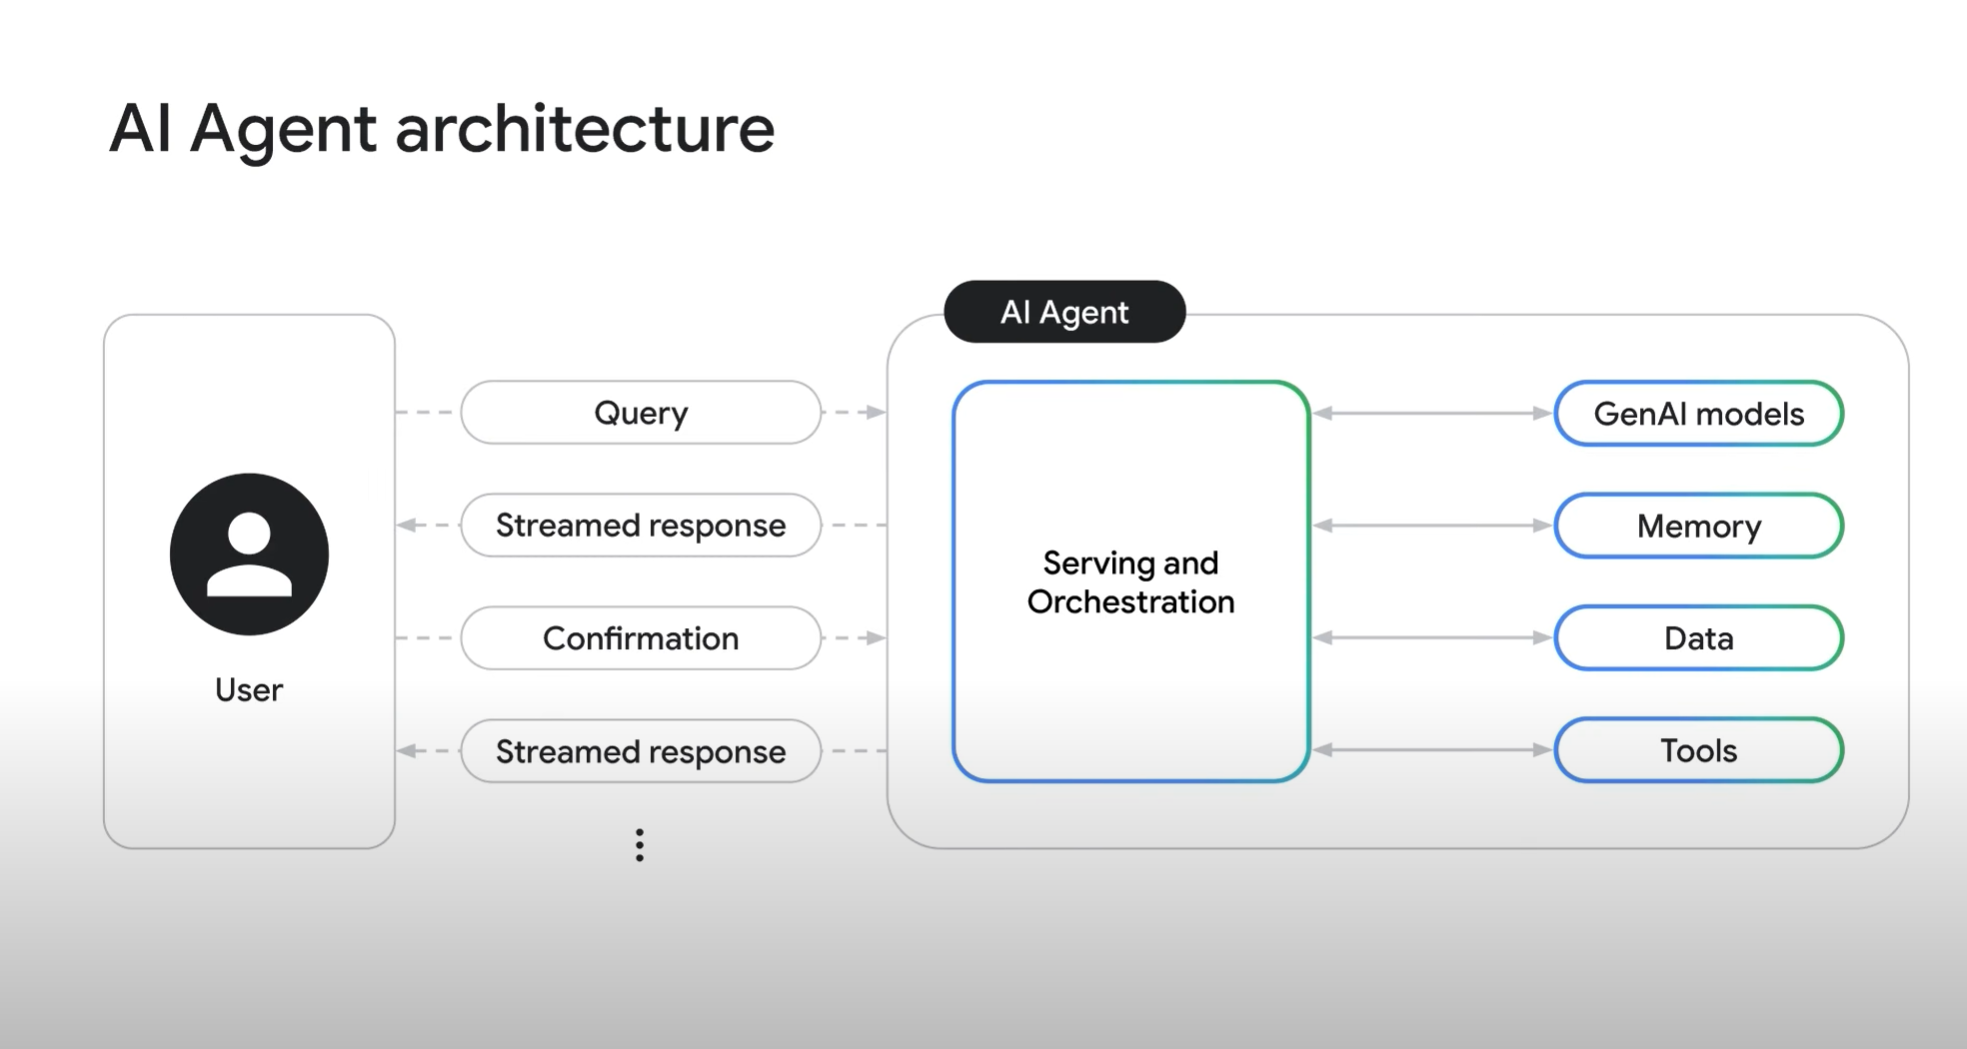 AI Agent architecture
AI Agent
User
Query
Streamed response
Confirmation
Streamed response
Serving and
Orchestration
GenAI models
Memory
Data
Tools